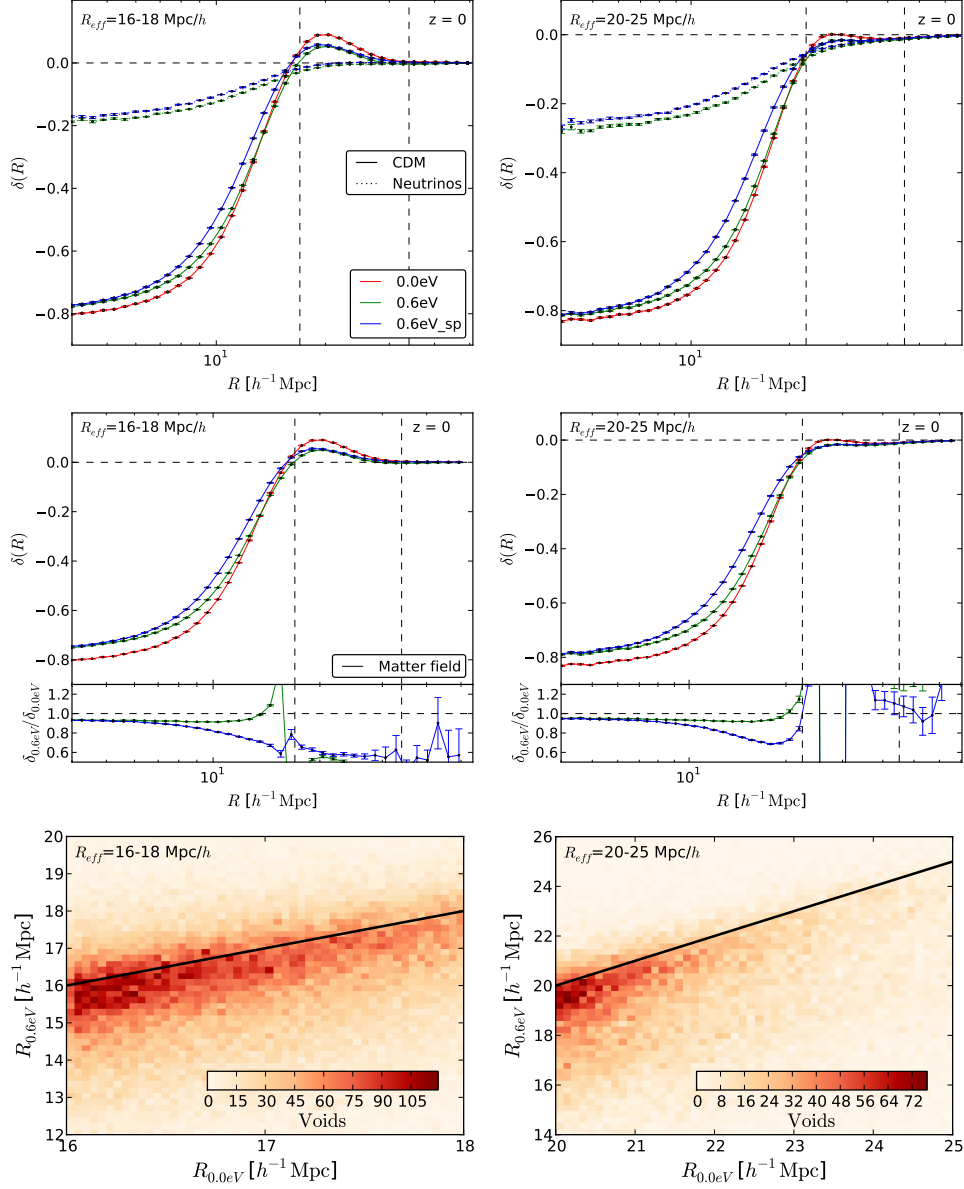 R_eff=16-18 Mpc/h z = 0
0.0
−0.2
−0.4
−0.6
−0.8
δ(R)
CDM
Neutrinos
0.0eV
0.6eV
0.6eV_sp
10^1
R [h^−1 Mpc]
R_eff=20-25 Mpc/h z = 0
0.0
−0.2
−0.4
−0.6
−0.8
δ(R)
10^1
R [h^−1 Mpc]
R_eff=16-18 Mpc/h z = 0
0.0
−0.2
−0.4
−0.6
−0.8
δ(R)
Matter field
1.2
1.0
0.8
0.6
δ_0.6eV/δ_0.0eV
10^1
R [h^−1 Mpc]
R_eff=20-25 Mpc/h z = 0
0.0
−0.2
−0.4
−0.6
−0.8
δ(R)
1.2
1.0
0.8
0.6
δ_0.6eV/δ_0.0eV
10^1
R [h^−1 Mpc]
R_eff=16-18 Mpc/h
20
19
18
17
16
15
14
13
12
R_0.6eV [h^−1 Mpc]
0 15 30 45 60 75 90 105
Voids
16 17 18
R_0.0eV [h^−1 Mpc]
R_eff=20-25 Mpc/h
26
24
22
20
18
16
14
R_0.6eV [h^−1 Mpc]
0 8 16 24 32 40 48 56 64 72
Voids
20 21 22 23 24 25
R_0.0eV [h^−1 Mpc]